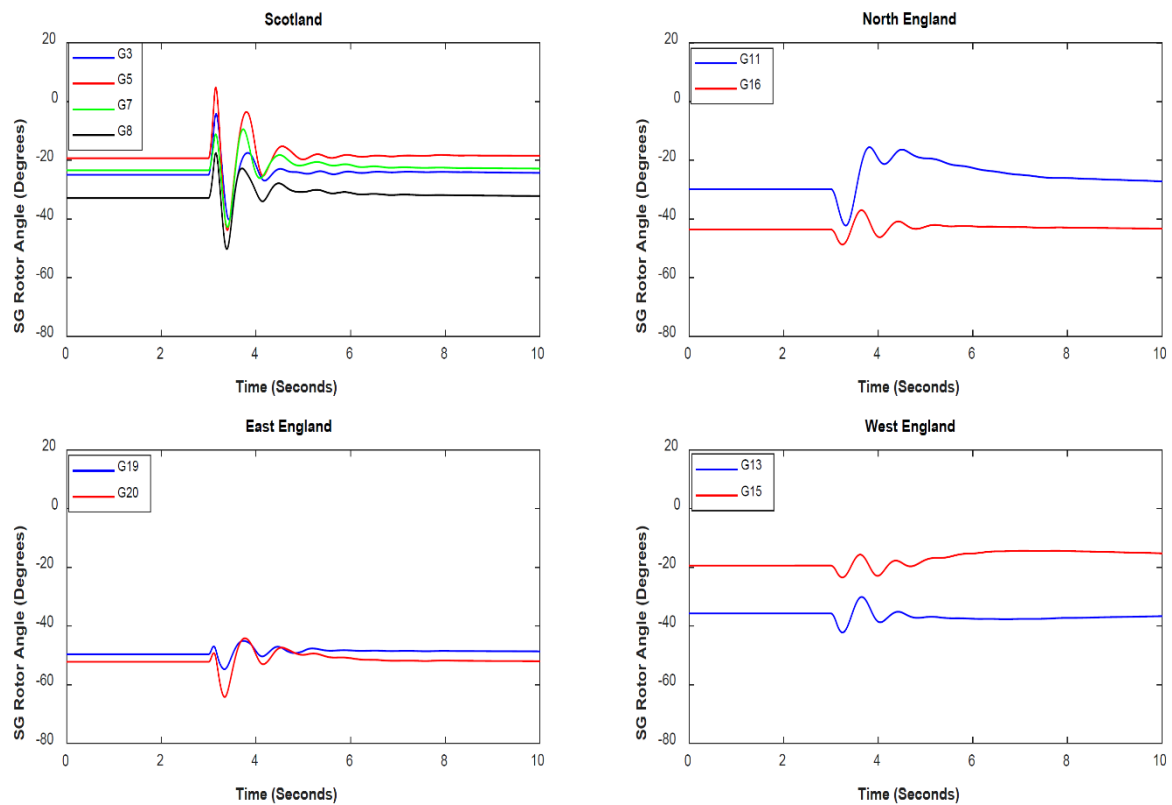 Scotland
20
0
-20
-40
-60
-80
SG Rotor Angle (Degrees)
G3
G5
G7
G8
0 2 4 6 8 10
Time (Seconds)
North England
20
0
-20
-40
-60
-80
SG Rotor Angle (Degrees)
G11
G16
0 2 4 6 8 10
Time (Seconds)
East England
20
0
-20
-40
-60
-80
SG Rotor Angle (Degrees)
G19
G20
0 2 4 6 8 10
Time (Seconds)
West England
20
0
-20
-40
-60
-80
SG Rotor Angle (Degrees)
G13
G15
0 2 4 6 8 10
Time (Seconds)